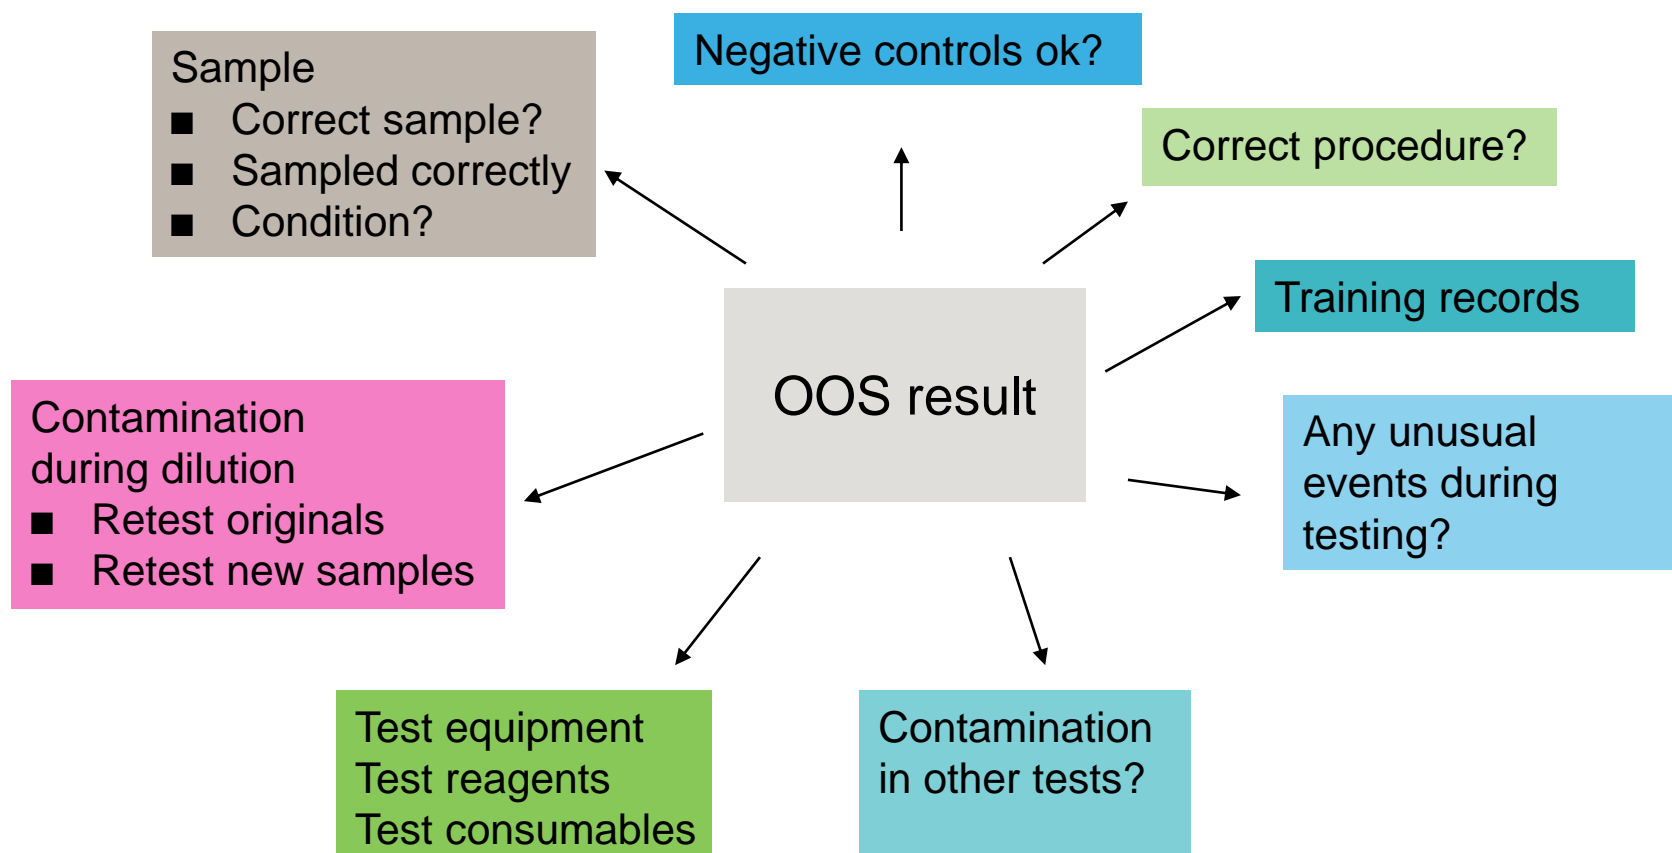 Sample
■ Correct sample?
■ Sampled correctly
■ Condition?
Negative controls ok?
Correct procedure?
Training records
OOS result
Contamination
during dilution
■ Retest originals
■ Retest new samples
Any unusual
events during
testing?
Test equipment
Test reagents
Test consumables
Contamination
in other tests?